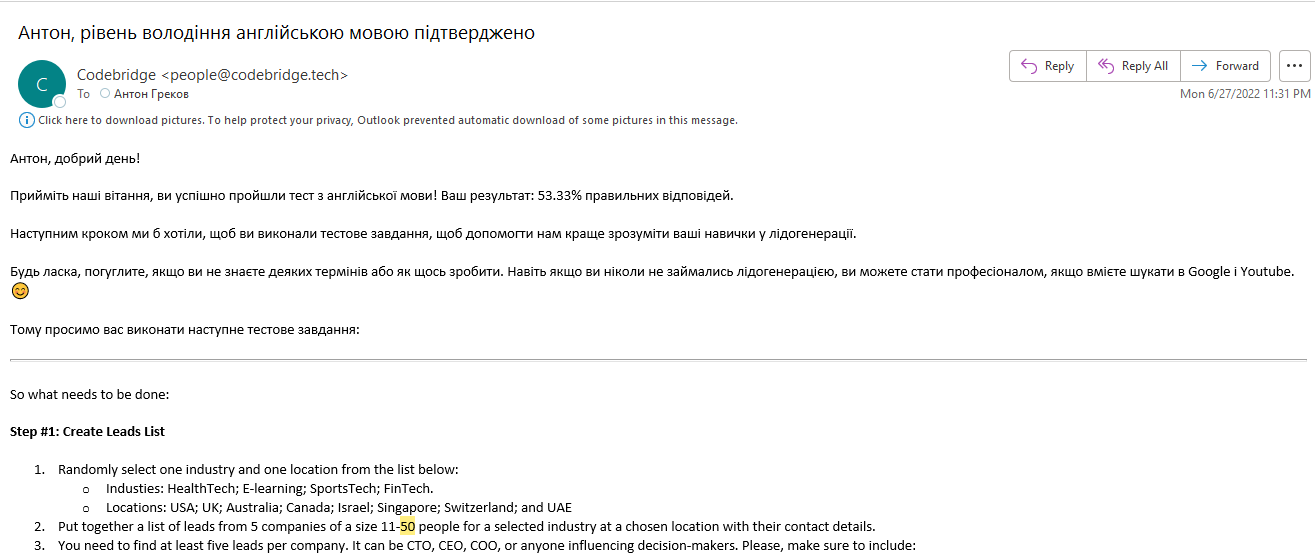 Антон, рівень володіння англійською мовою підтверджено
C
Codebridge <people@codebridge.tech>
To Антон Греков
Reply
Reply All
Forward
Mon 6/27/2022 11:31 PM
Click here to download pictures. To help protect your privacy, Outlook prevented automatic download of some pictures in this message.
Антон, добрий день!
Прийміть наші вітання, ви успішно пройшли тест з англійської мови! Ваш результат: 53.33% правильних відповідей.
Наступним кроком ми б хотіли, щоб ви виконали тестове завдання, щоб допомогти нам краще зрозуміти ваші навички у лідогенерації.
Будь ласка, погуглите, якщо ви не знаєте деяких термінів або як щось зробити. Навіть якщо ви ніколи не займались лідогенерацією, ви можете стати професіоналом, якщо вмієте шукати в Google і Youtube.
😊
Тому просимо вас виконати наступне тестове завдання:
So what needs to be done:
Step #1: Create Leads List
1. Randomly select one industry and one location from the list below:
o Industies: HealthTech; E-learning; SportsTech; FinTech.
o Locations: USA; UK; Australia; Canada; Israel; Singapore; Switzerland; and UAE
2. Put together a list of leads from 5 companies of a size 11-50 people for a selected industry at a chosen location with their contact details.
3. You need to find at least five leads per company. It can be CTO, CEO, COO, or anyone influencing decision-makers. Please, make sure to include: